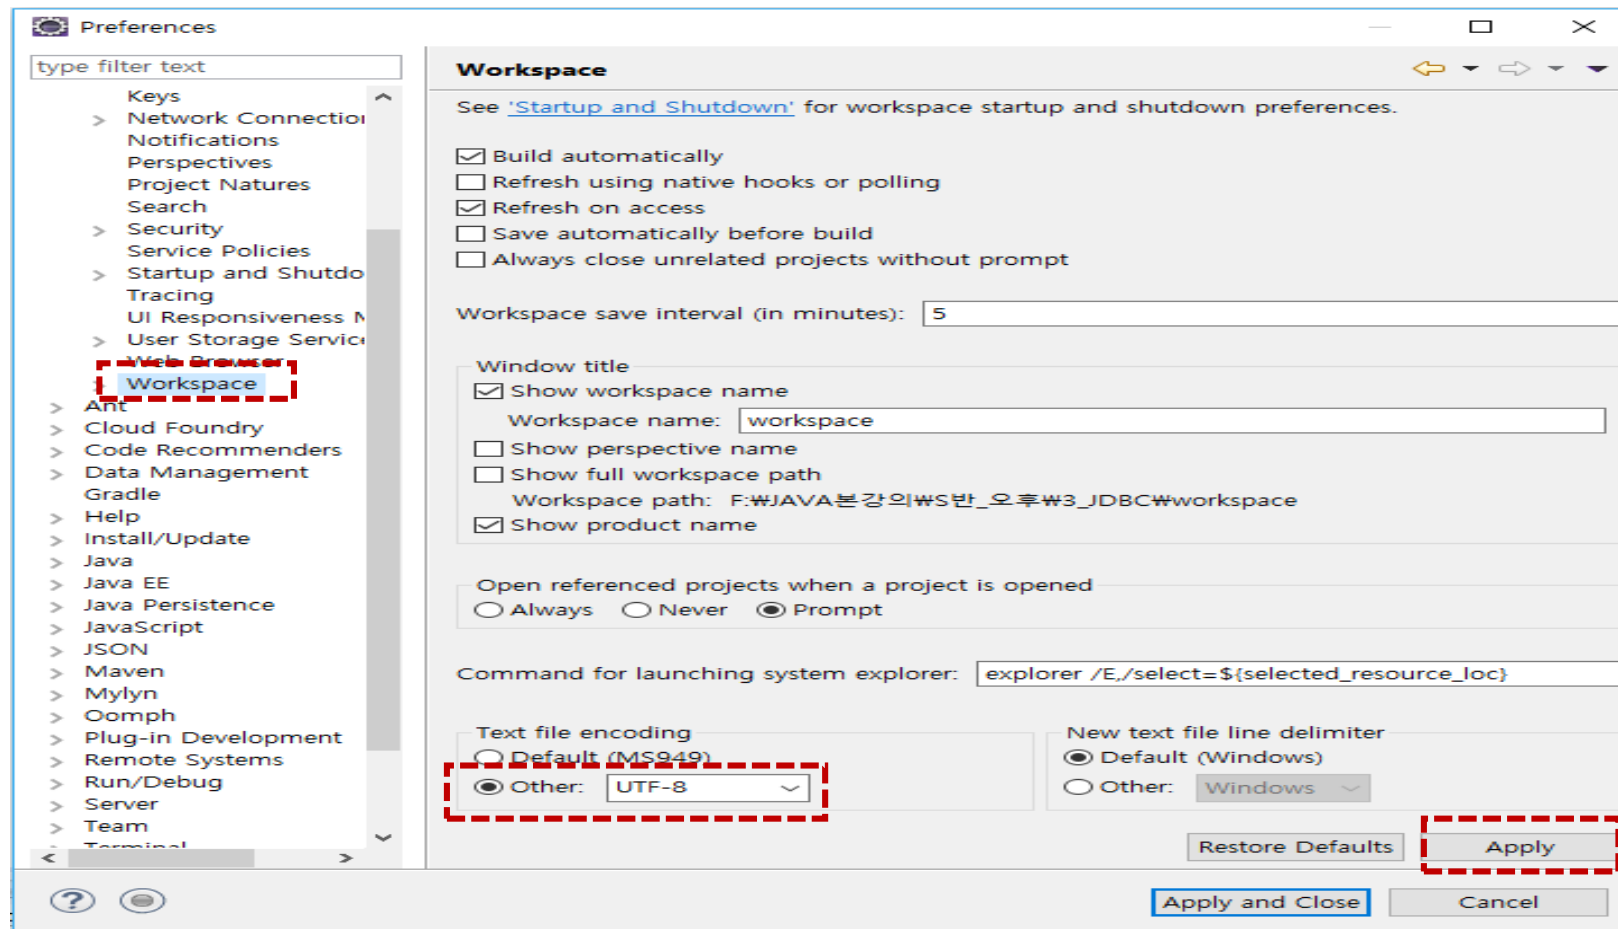 Preferences
type filter text
Keys
Network Connection
Notifications
Perspectives
Project Natures
Search
Security
Service Policies
Startup and Shutdo
Tracing
UI Responsiveness
User Storage Service
Web Browser
Workspace
Ant
Cloud Foundry
Code Recommenders
Data Management
Gradle
Help
Install/Update
Java
Java EE
Java Persistence
JavaScript
JSON
Maven
Mylyn
Oomph
Plug-in Development
Remote Systems
Run/Debug
Server
Team
Terminal
Workspace
See 'Startup and Shutdown' for workspace startup and shutdown preferences.
Build automatically
Refresh using native hooks or polling
Refresh on access
Save automatically before build
Always close unrelated projects without prompt
Workspace save interval (in minutes): 5
Window title
Show workspace name
Workspace name: workspace
Show perspective name
Show full workspace path
Workspace path: F:₩JAVA본강의₩S반_오후₩3_JDBC₩workspace
Show product name
Open referenced projects when a project is opened
Always Never Prompt
Command for launching system explorer: explorer /E,/select=${selected_resource_loc}
Text file encoding
Default (MS949)
Other: UTF-8
New text file line delimiter
Default (Windows)
Other: Windows
Restore Defaults Apply
? Apply and Close Cancel